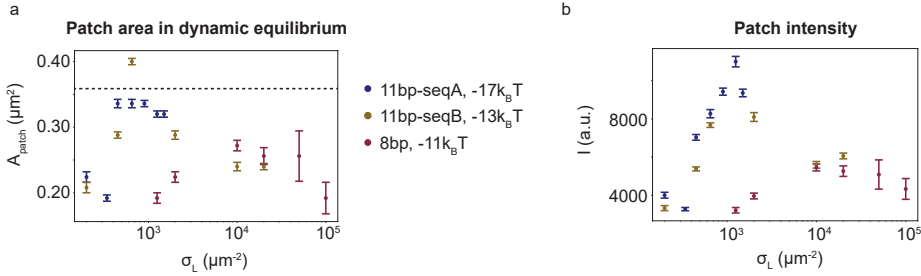 a
Patch area in dynamic equilibrium
0.40
0.30
0.20
A_patch (μm²)
10³
10⁴
10⁵
σ_L (μm⁻²)
11bp-seqA, -17k_BT
11bp-seqB, -13k_BT
8bp, -11k_BT
b
Patch intensity
8000
4000
I (a.u.)
10³
10⁴
10⁵
σ_L (μm⁻²)